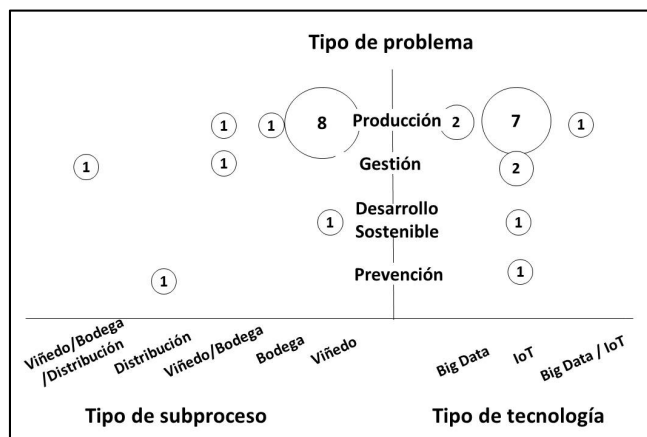 Tipo de problema
1 1 8 Producción 2 7 1
1 1 Gestión 2
1 Desarrollo Sostenible 1
1 Prevención 1
Viñedo/Bodega
/Distribución
Distribución
Viñedo/Bodega
Bodega
Viñedo
Big Data
IoT
Big Data / IoT
Tipo de subproceso
Tipo de tecnología